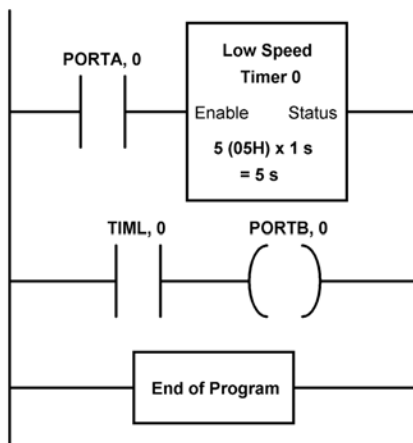 Low Speed
Timer 0
PORTA, 0
Enable Status
5 (05H) x 1 s
= 5 s
TIML, 0 PORTB, 0
End of Program